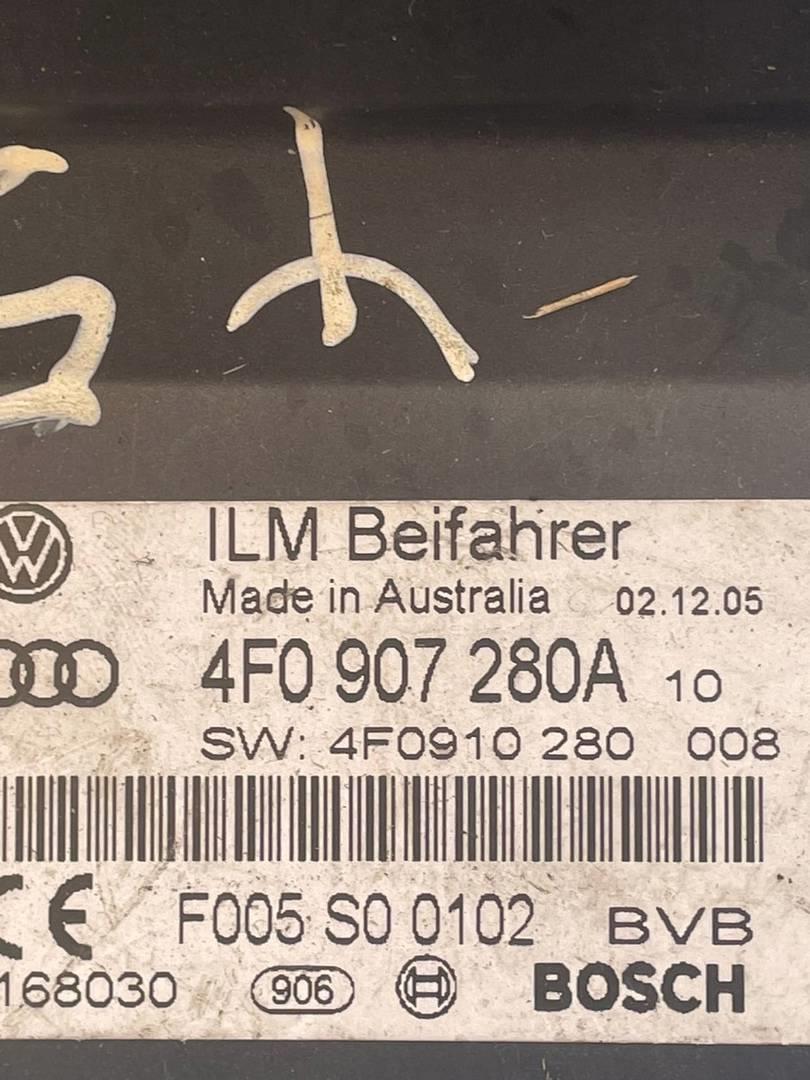 ILM Beifahrer
Made in Australia 02.12.05
4F0 907 280A 10
SW: 4F0910 280 008
CE F005 S0 0102 BVB
168030 906 BOSCH